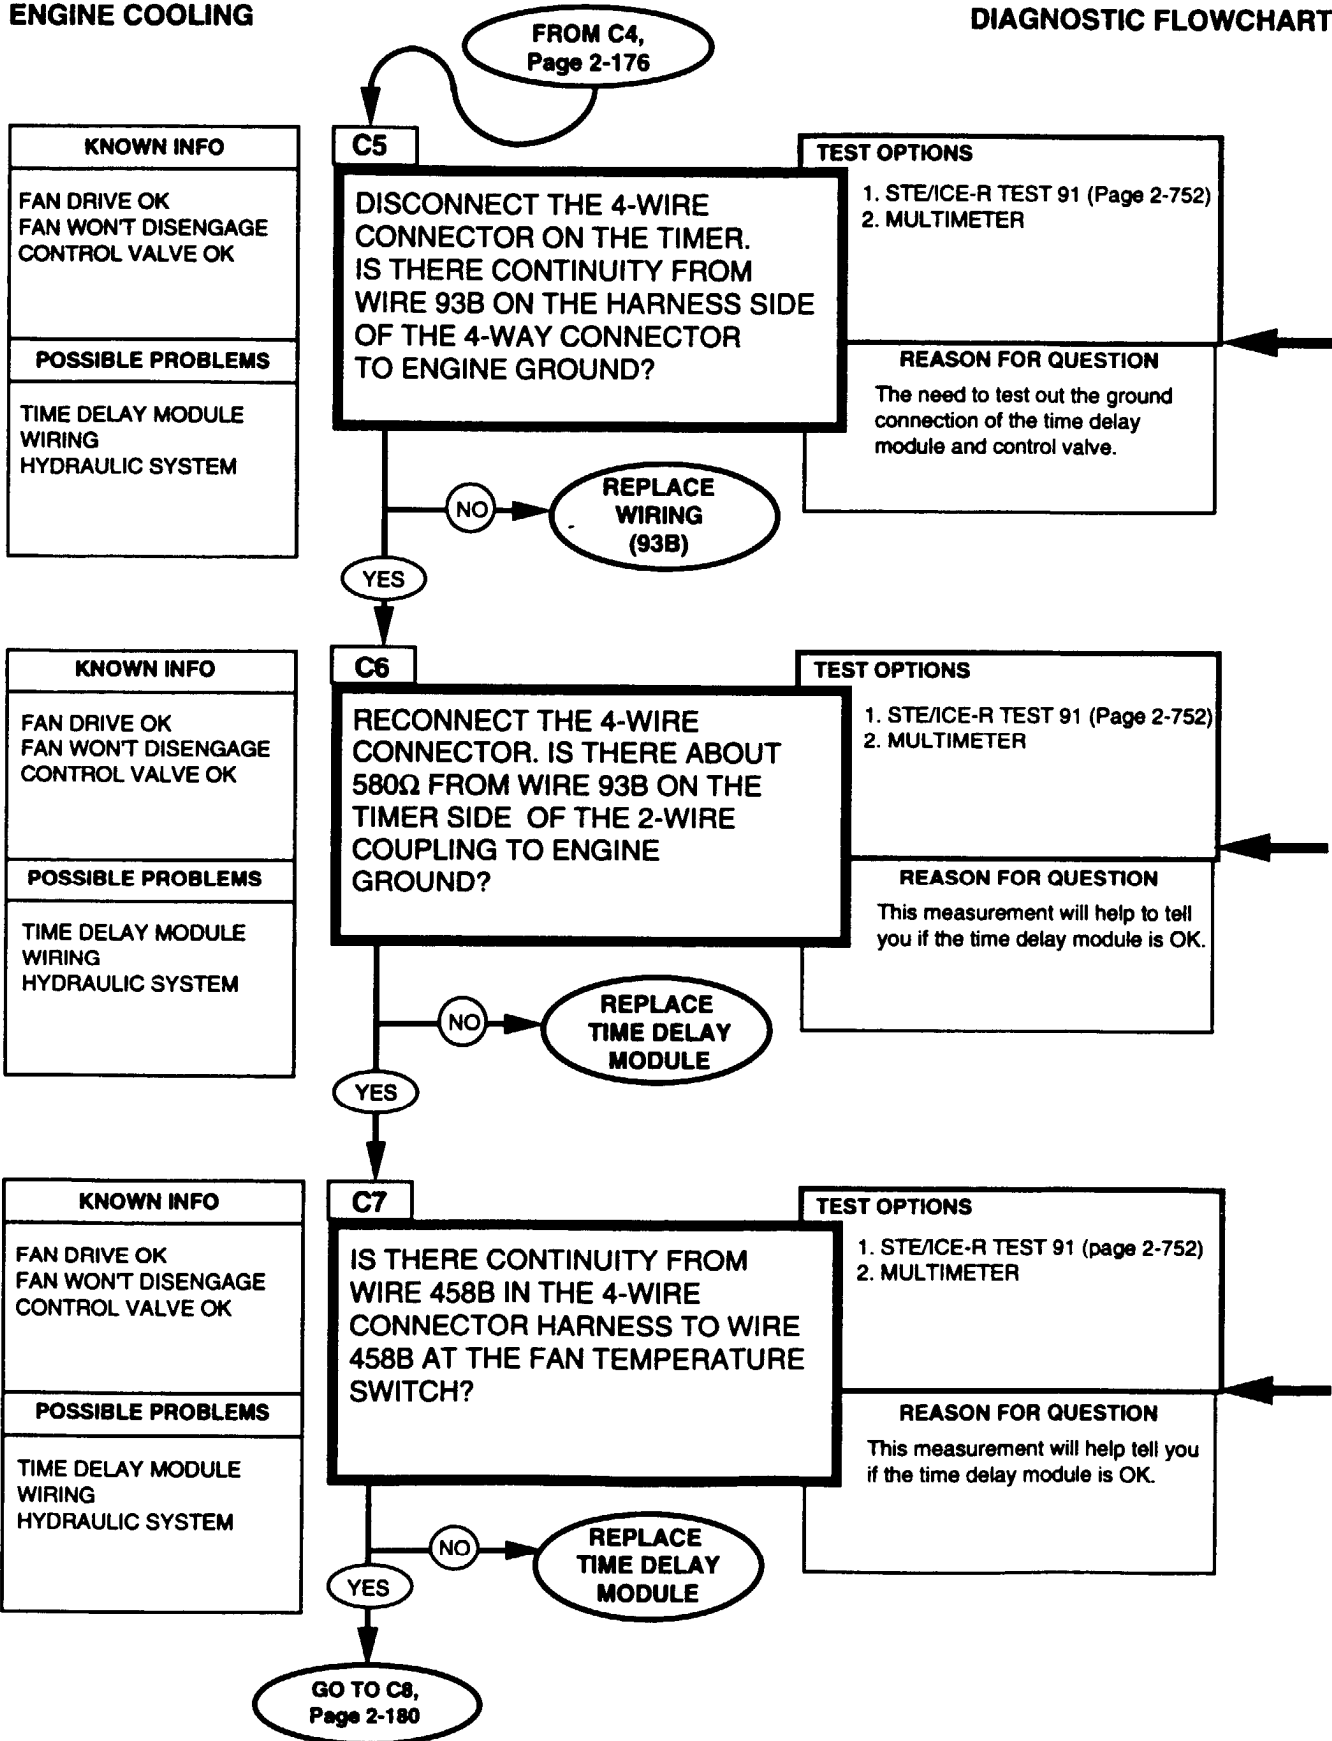 ENGINE COOLING
DIAGNOSTIC FLOWCHART
FROM C4,
Page 2-176
KNOWN INFO
FAN DRIVE OK
FAN WON'T DISENGAGE
CONTROL VALVE OK
POSSIBLE PROBLEMS
TIME DELAY MODULE
WIRING
HYDRAULIC SYSTEM
C5
DISCONNECT THE 4-WIRE
CONNECTOR ON THE TIMER.
IS THERE CONTINUITY FROM
WIRE 93B ON THE HARNESS SIDE
OF THE 4-WAY CONNECTOR
TO ENGINE GROUND?
TEST OPTIONS
1. STE/ICE-R TEST 91 (Page 2-752)
2. MULTIMETER
REASON FOR QUESTION
The need to test out the ground
connection of the time delay
module and control valve.
NO
REPLACE
WIRING
(93B)
YES
KNOWN INFO
FAN DRIVE OK
FAN WON'T DISENGAGE
CONTROL VALVE OK
POSSIBLE PROBLEMS
TIME DELAY MODULE
WIRING
HYDRAULIC SYSTEM
C6
RECONNECT THE 4-WIRE
CONNECTOR. IS THERE ABOUT
580Ω FROM WIRE 93B ON THE
TIMER SIDE OF THE 2-WIRE
COUPLING TO ENGINE
GROUND?
TEST OPTIONS
1. STE/ICE-R TEST 91 (Page 2-752)
2. MULTIMETER
REASON FOR QUESTION
This measurement will help to tell
you if the time delay module is OK.
NO
REPLACE
TIME DELAY
MODULE
YES
KNOWN INFO
FAN DRIVE OK
FAN WON'T DISENGAGE
CONTROL VALVE OK
POSSIBLE PROBLEMS
TIME DELAY MODULE
WIRING
HYDRAULIC SYSTEM
C7
IS THERE CONTINUITY FROM
WIRE 458B IN THE 4-WIRE
CONNECTOR HARNESS TO WIRE
458B AT THE FAN TEMPERATURE
SWITCH?
TEST OPTIONS
1. STE/ICE-R TEST 91 (page 2-752)
2. MULTIMETER
REASON FOR QUESTION
This measurement will help tell you
if the time delay module is OK.
NO
REPLACE
TIME DELAY
MODULE
YES
GO TO C8,
Page 2-180